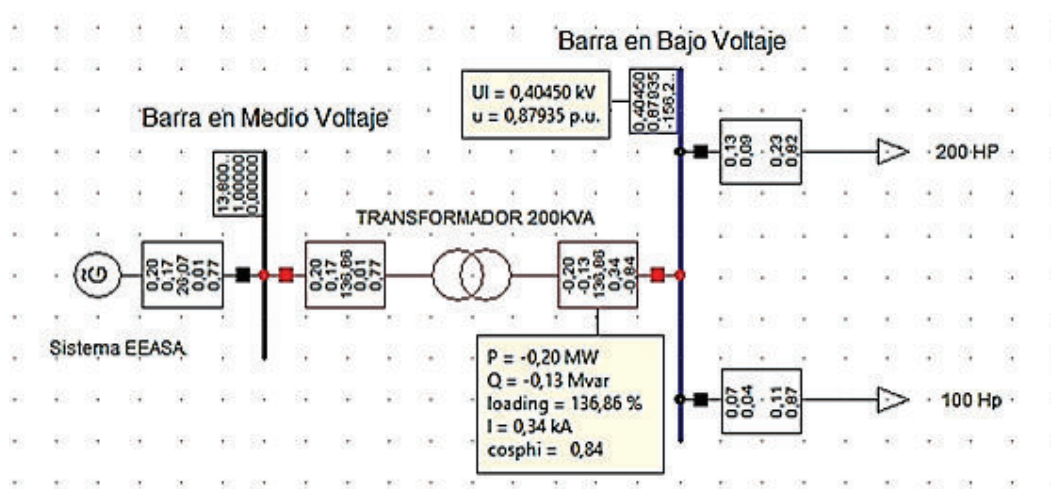 Barra en Bajo Voltaje
Ul = 0,40450 kV
u = 0,87935 p.u.
0,40450
0,87935
-156,2...
Barra en Medio Voltaje
13,800...
1,00000
0,00000
0,13
0,09
0,23
0,82
200 HP
TRANSFORMADOR 200KVA
G
0,20
0,17
26,07
0,01
0,77
0,20
0,17
136,86
0,01
0,77
-0,20
-0,13
136,86
0,34
-0,84
Sistema EEASA
P = -0,20 MW
Q = -0,13 Mvar
loading = 136,86 %
I = 0,34 kA
cosphi = 0,84
0,07
0,04
0,11
0,87
100 Hp